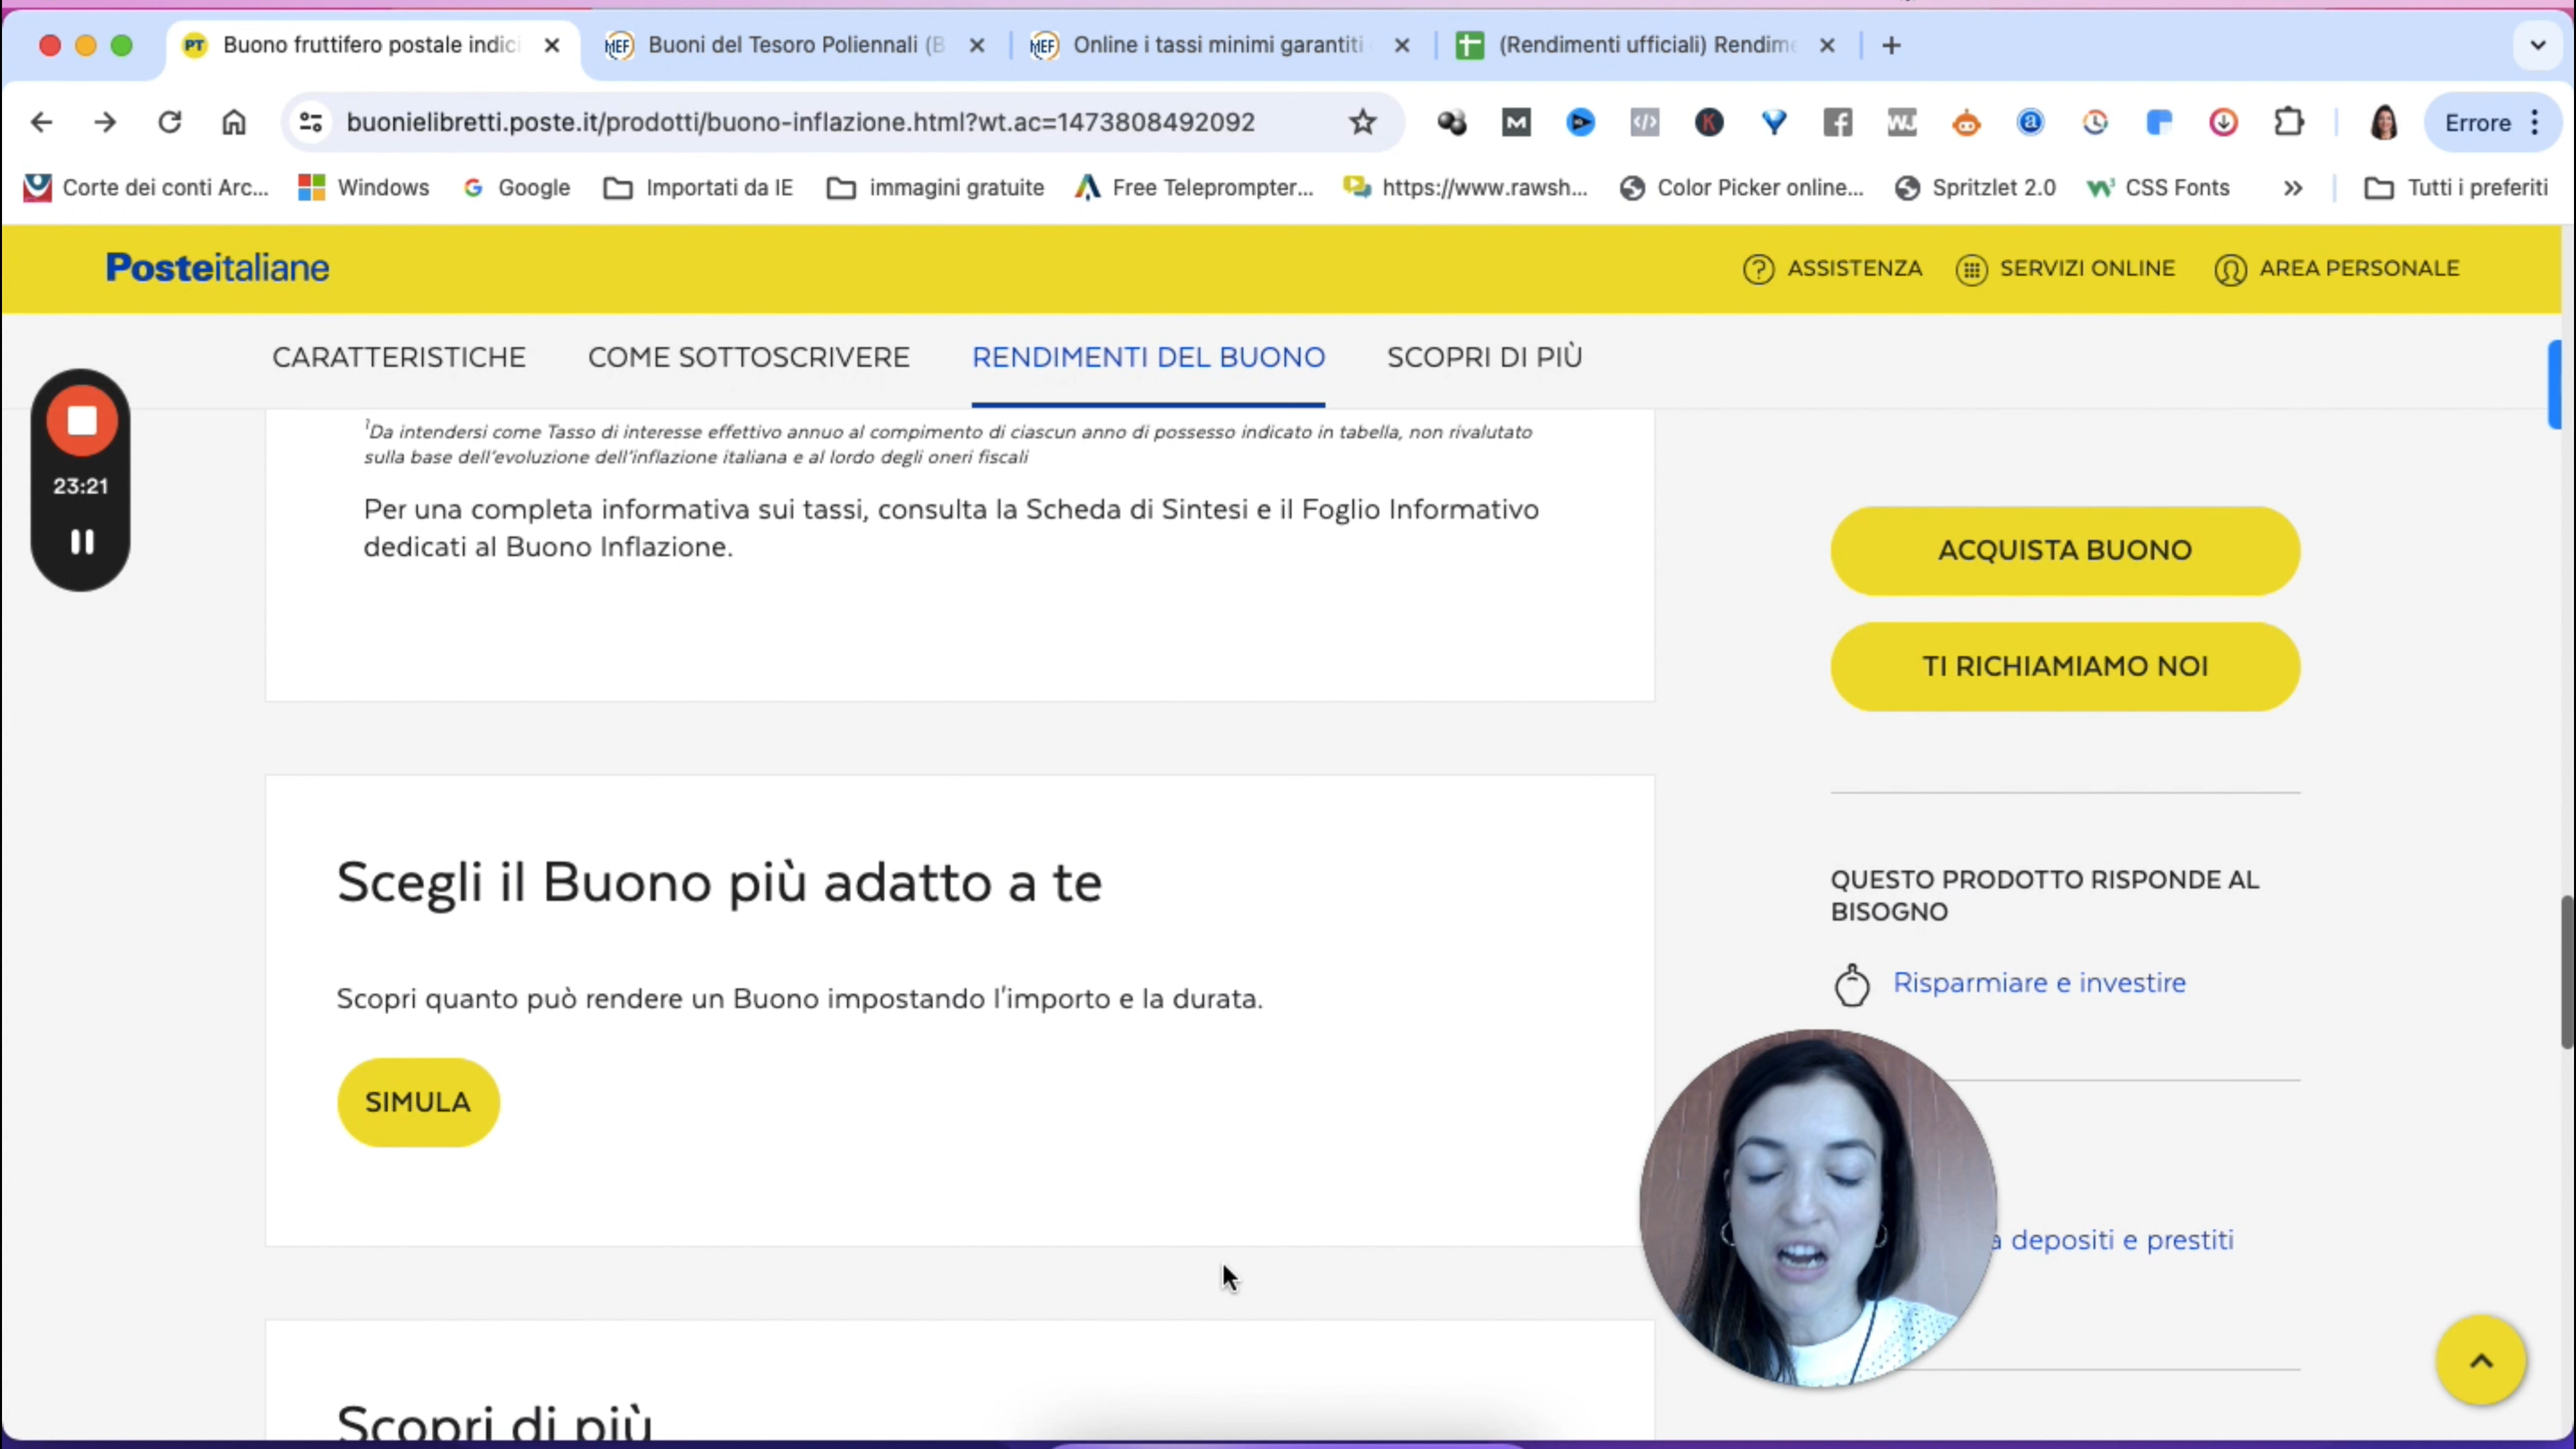 Buono fruttifero postale indici
Buoni del Tesoro Poliennali (B
Online i tassi minimi garantiti
(Rendimenti ufficiali) Rendime
buonielibretti.poste.it/prodotti/buono-inflazione.html?wt.ac=1473808492092
Errore
Corte dei conti Arc...
Windows
Google
Importati da IE
immagini gratuite
Free Teleprompter...
https://www.rawsh...
Color Picker online...
Spritzlet 2.0
CSS Fonts
Tutti i preferiti
Posteitaliane
ASSISTENZA
SERVIZI ONLINE
AREA PERSONALE
CARATTERISTICHE
COME SOTTOSCRIVERE
RENDIMENTI DEL BUONO
SCOPRI DI PIÙ
23:21
1Da intendersi come Tasso di interesse effettivo annuo al compimento di ciascun anno di possesso indicato in tabella, non rivalutato
sulla base dell'evoluzione dell'inflazione italiana e al lordo degli oneri fiscali
Per una completa informativa sui tassi, consulta la Scheda di Sintesi e il Foglio Informativo
dedicati al Buono Inflazione.
ACQUISTA BUONO
TI RICHIAMIAMO NOI
Scegli il Buono più adatto a te
Scopri quanto può rendere un Buono impostando l'importo e la durata.
SIMULA
QUESTO PRODOTTO RISPONDE AL
BISOGNO
Risparmiare e investire
a depositi e prestiti
Scopri di più